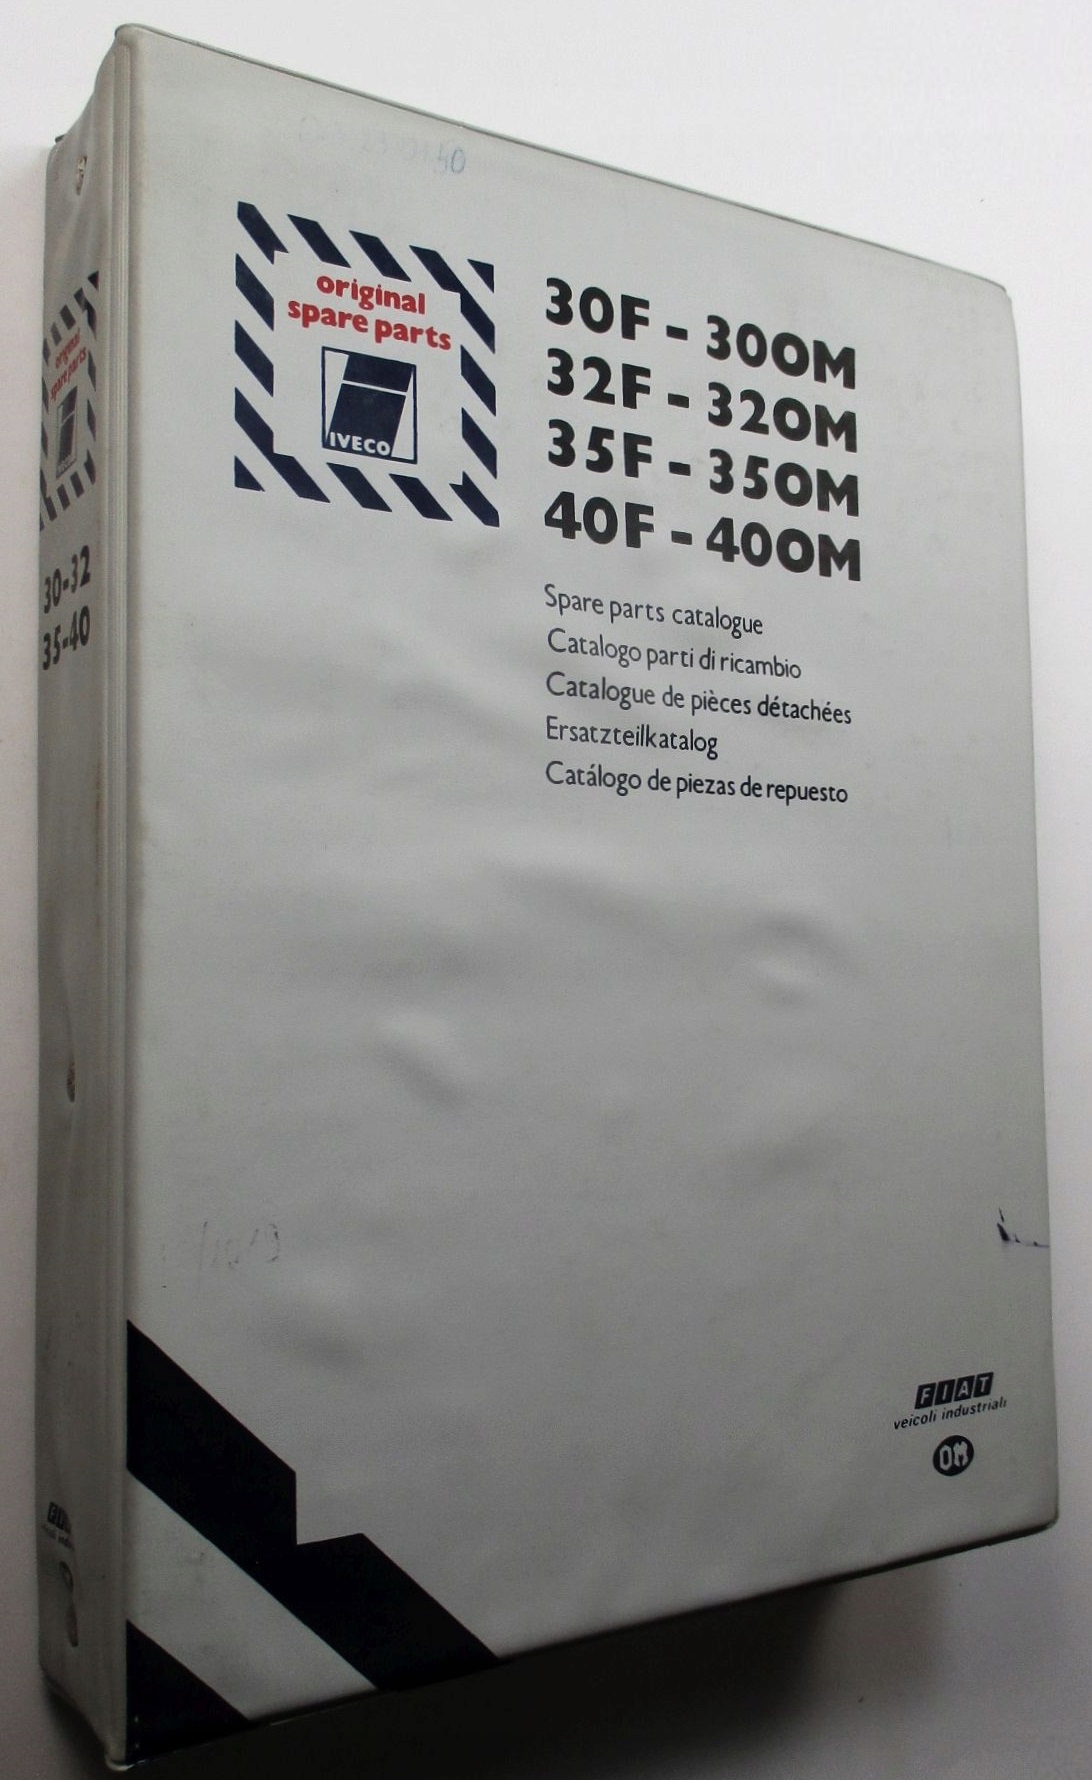 original
spare parts
IVECO
30F - 30OM
32F - 32OM
35F - 35OM
40F - 40OM
Spare parts catalogue
Catalogo parti di ricambio
Catalogue de pièces détachées
Ersatzteilkatalog
Catálogo de piezas de repuesto
FIAT
veicoli industriali
OM
original
spare parts
IVECO
30-32
35-40